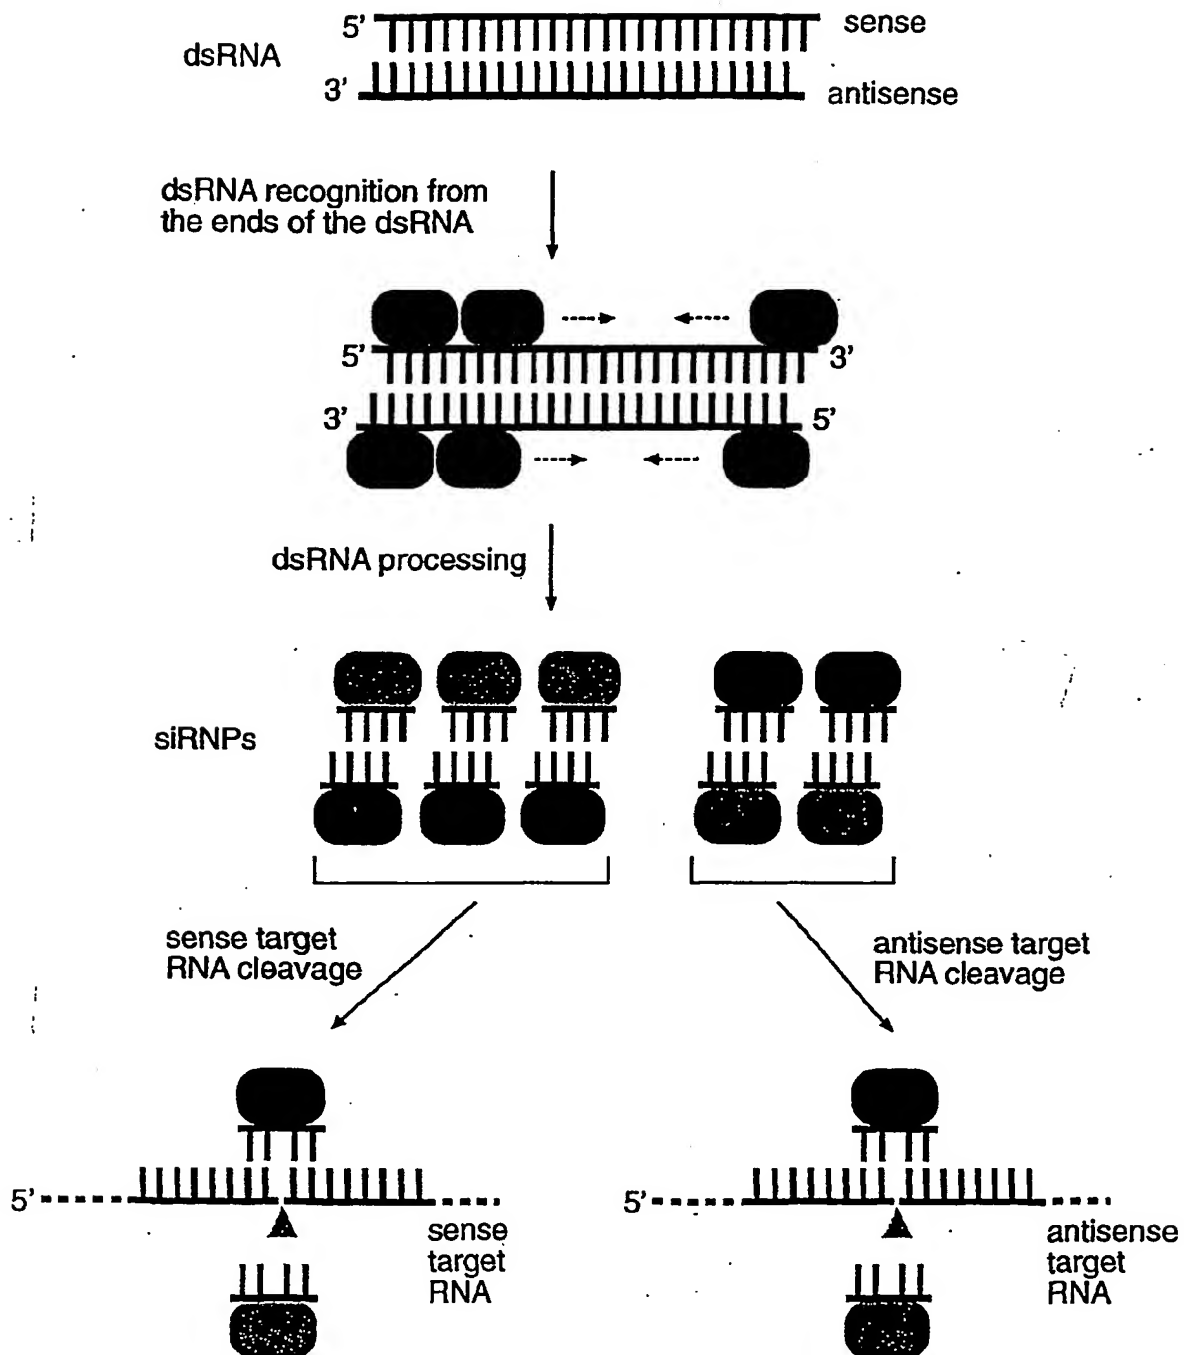 5' sense
dsRNA
3' antisense
dsRNA recognition from
the ends of the dsRNA
5' 3'
3' 5'
dsRNA processing
siRNPs
sense target
RNA cleavage
antisense target
RNA cleavage
5'
sense
target
RNA
5'
antisense
target
RNA